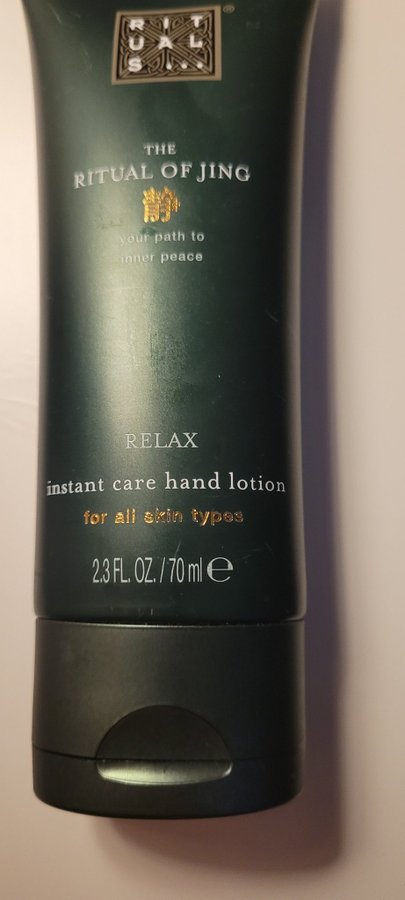 RIT
UAL
S...
®
THE
RITUAL OF JING
静
your path to
inner peace
RELAX
instant care hand lotion
for all skin types
2.3 FL. OZ. / 70 ml ℮